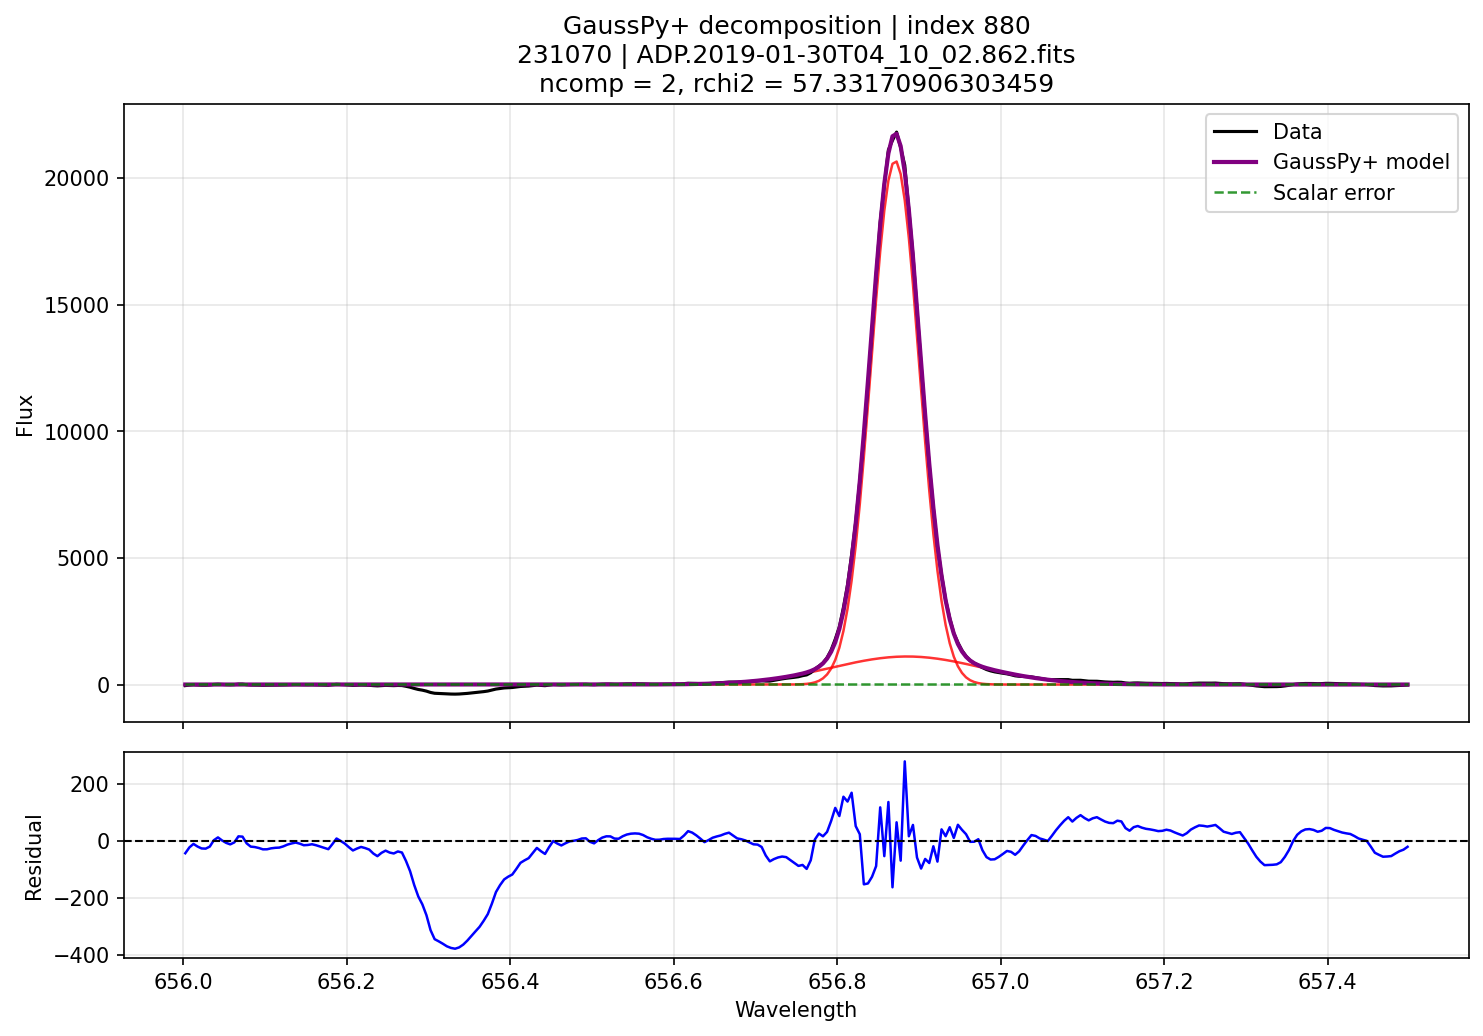 GaussPy+ decomposition | index 880
231070 | ADP.2019-01-30T04_10_02.862.fits
ncomp = 2, rchi2 = 57.33170906303459
Data
GaussPy+ model
Scalar error
Flux
20000
15000
10000
5000
0
Residual
200
0
−200
−400
656.0 656.2 656.4 656.6 656.8 657.0 657.2 657.4
Wavelength